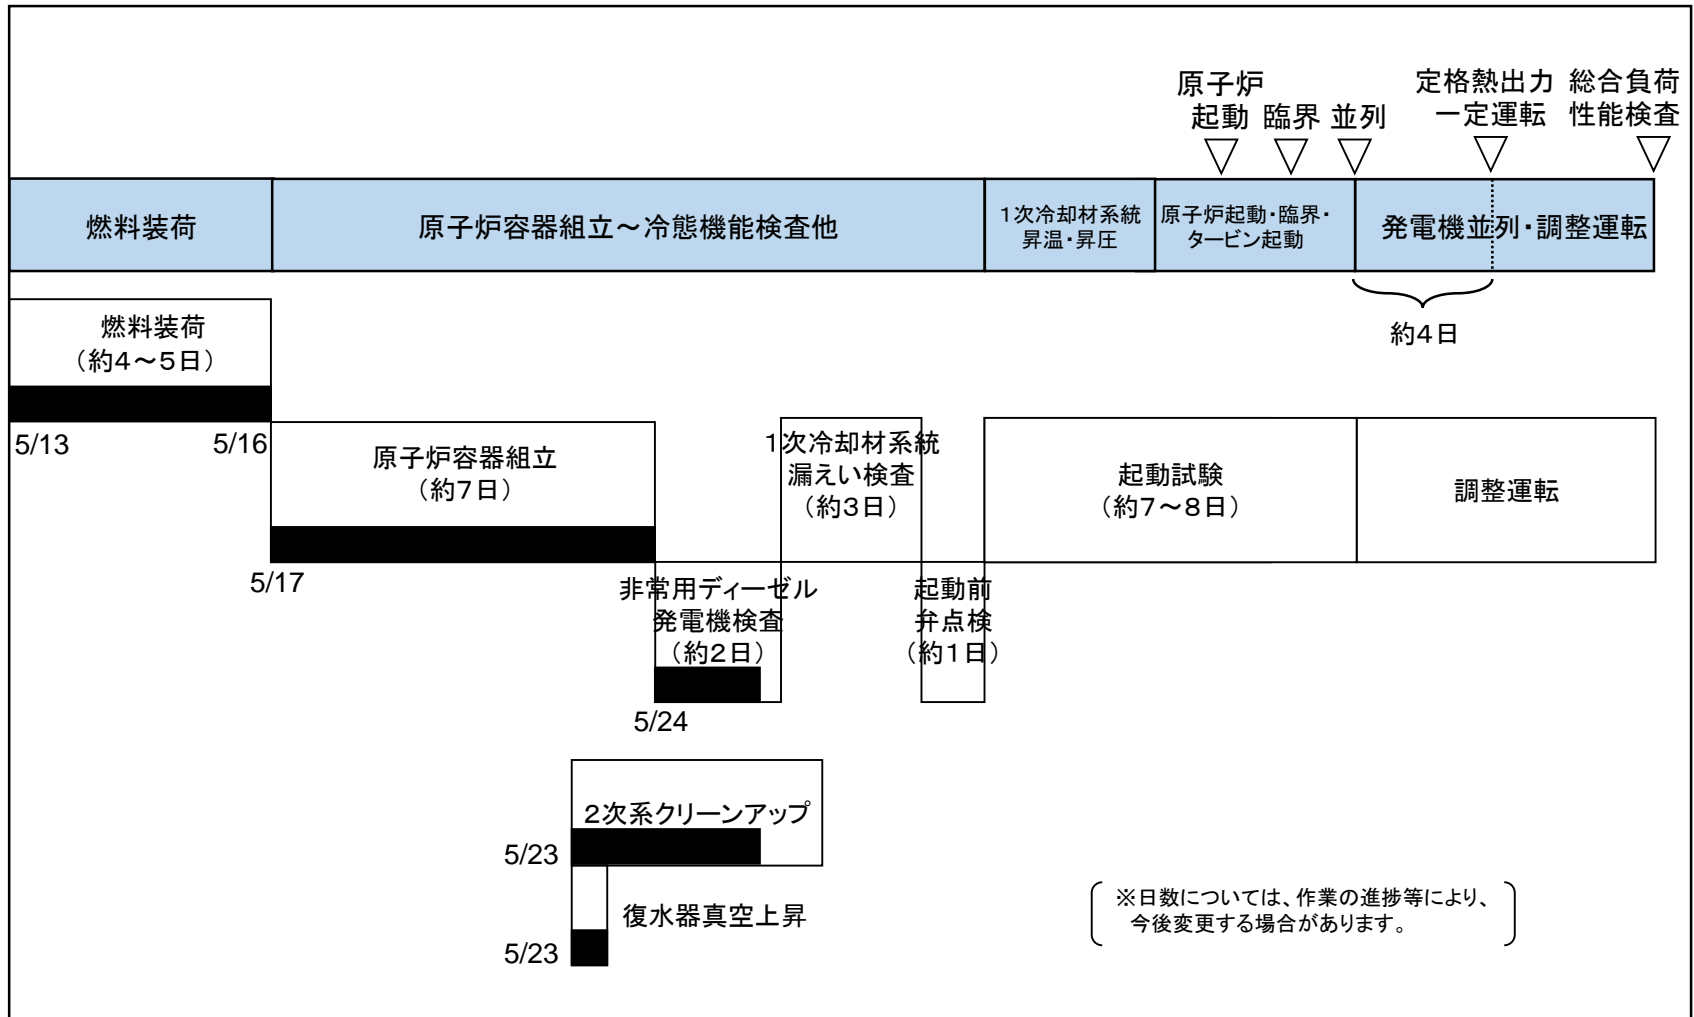 原子炉
起動
臨界
並列
定格熱出力
一定運転
総合負荷
性能検査
燃料装荷
原子炉容器組立～冷態機能検査他
1次冷却材系統
昇温・昇圧
原子炉起動・臨界・
タービン起動
発電機並列・調整運転
約4日
燃料装荷
（約4～5日）
5/13
5/16
原子炉容器組立
（約7日）
5/17
1次冷却材系統
漏えい検査
（約3日）
起動試験
（約7～8日）
調整運転
非常用ディーゼル
発電機検査
（約2日）
5/24
起動前
弁点検
（約1日）
2次系クリーンアップ
5/23
復水器真空上昇
5/23
※日数については、作業の進捗等により、
今後変更する場合があります。